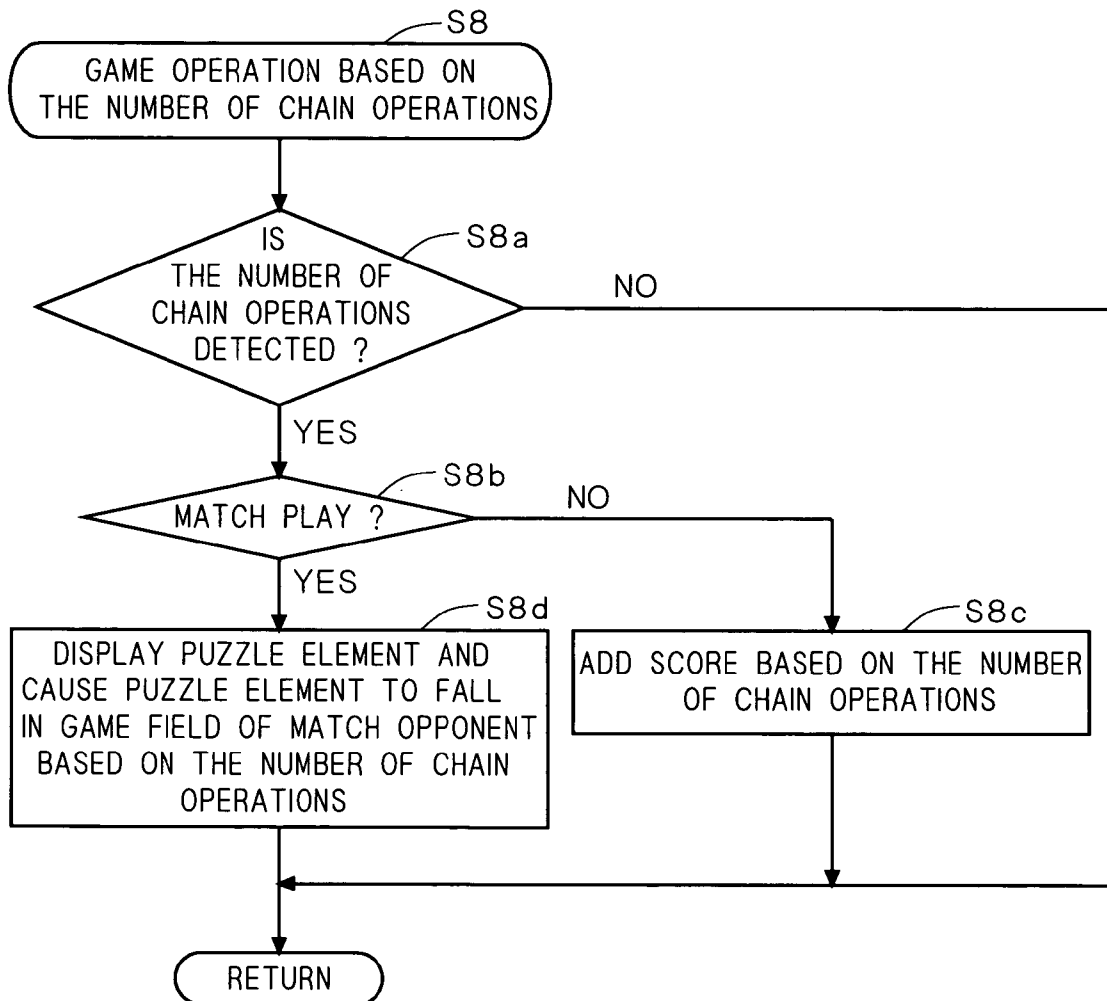 S8
GAME OPERATION BASED ON
THE NUMBER OF CHAIN OPERATIONS
S8a
IS
THE NUMBER OF
CHAIN OPERATIONS
DETECTED ?
NO
YES
S8b
MATCH PLAY ?
NO
YES
S8d
DISPLAY PUZZLE ELEMENT AND
CAUSE PUZZLE ELEMENT TO FALL
IN GAME FIELD OF MATCH OPPONENT
BASED ON THE NUMBER OF CHAIN
OPERATIONS
S8c
ADD SCORE BASED ON THE NUMBER
OF CHAIN OPERATIONS
RETURN